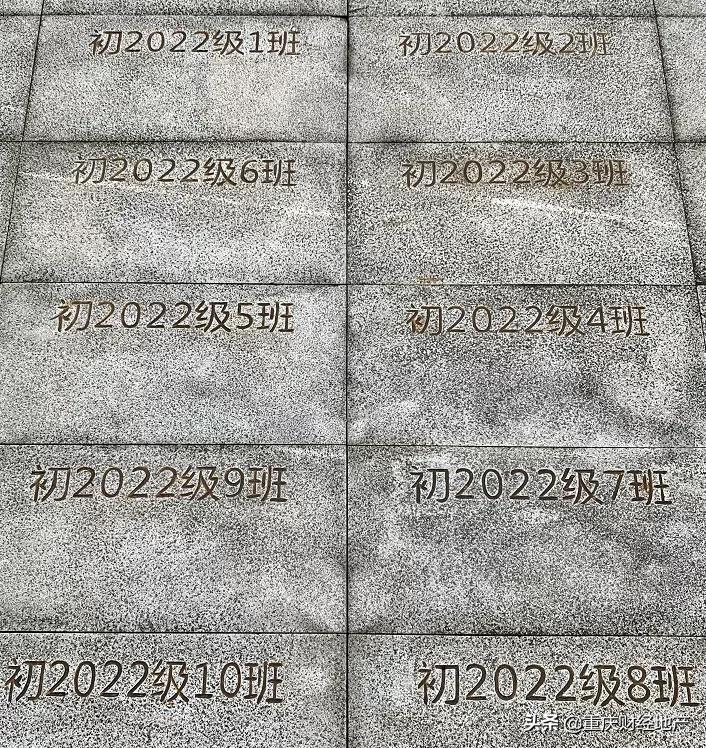 初2022级1班 初2022级2班
初2022级6班 初2022级3班
初2022级5班 初2022级4班
初2022级9班 初2022级7班
初2022级10班 初2022级8班
头条 @重庆财经地产